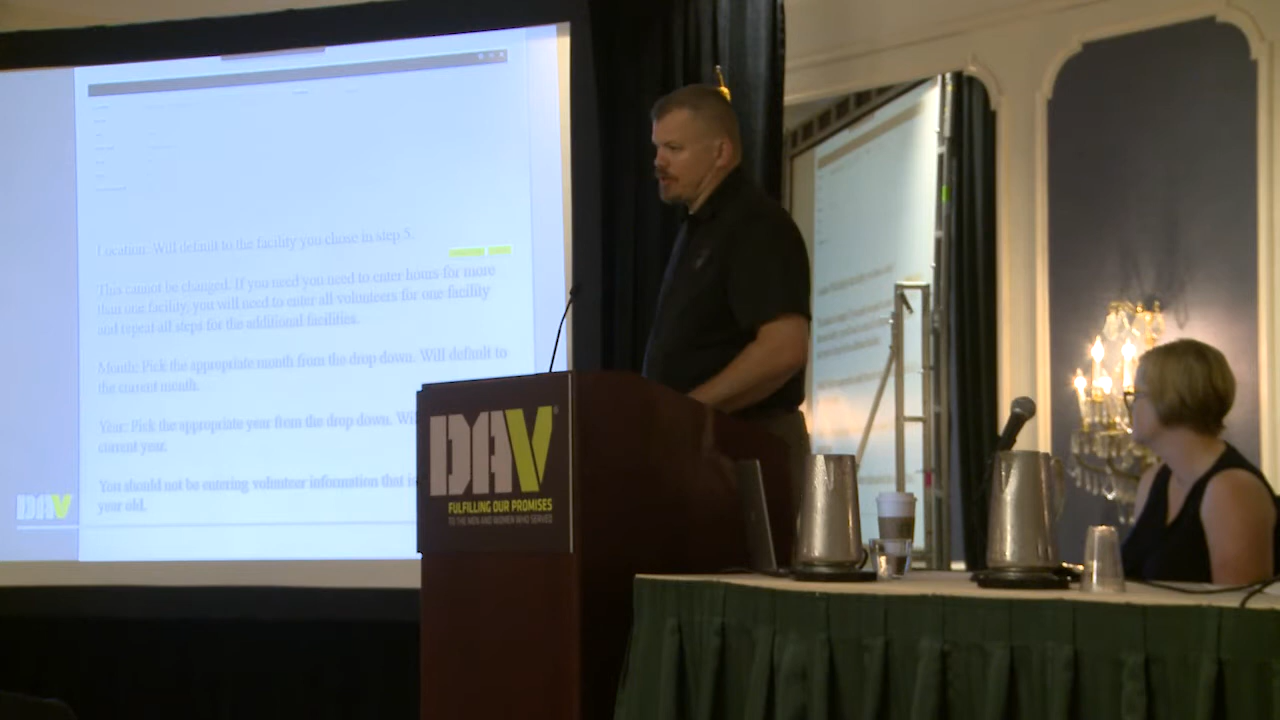 Location: Will default to the facility you chose in step 5.
This cannot be changed. If you need you need to enter hours for more
than one facility, you will need to enter all volunteers for one facility
and repeat all steps for the additional facilities.
Month: Pick the appropriate month from the drop down. Will default to
the current month.
Year: Pick the appropriate year from the drop down.
current year.
You should not be entering volunteer information that
year old.
DAV
DAV
FULFILLING OUR PROMISES
TO THE MEN AND WOMEN WHO SERVED